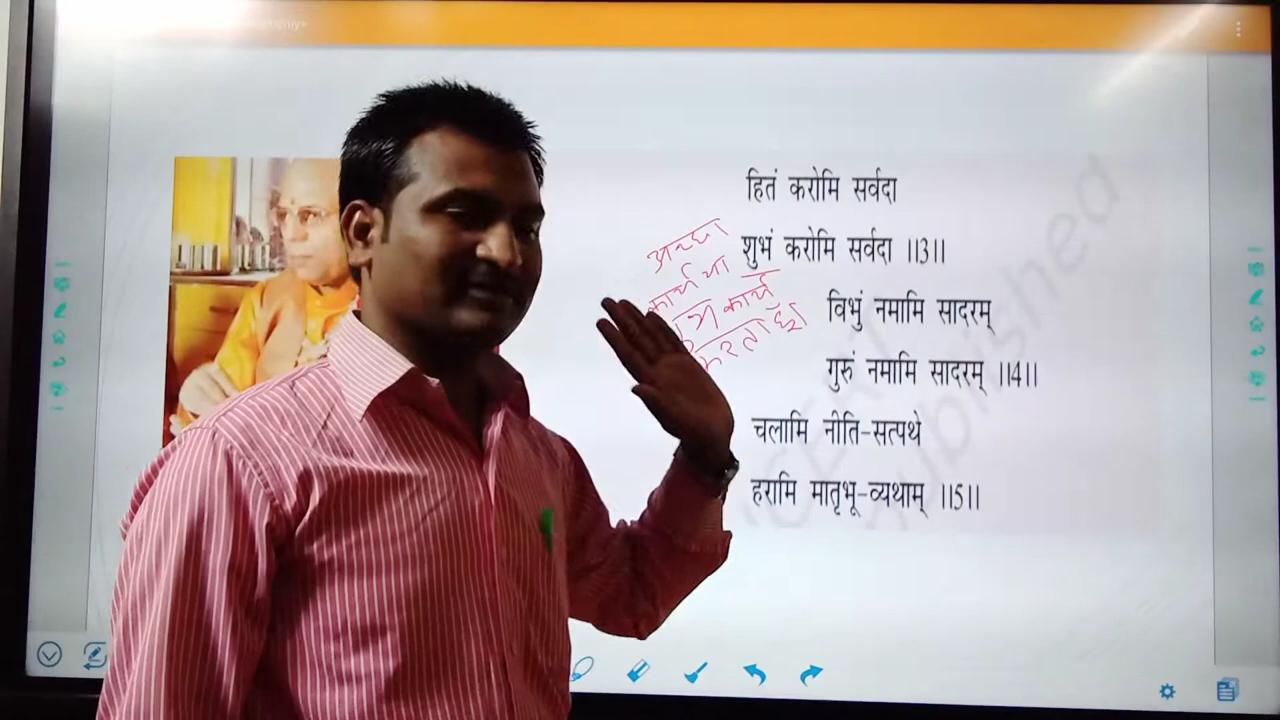 हितं करोमि सर्वदा
शुभं करोमि सर्वदा ।।3।।
अच्छा
कार्य या
कार्य
करता हूँ
विभुं नमामि सादरम्
गुरुं नमामि सादरम् ।।4।।
चलामि नीति-सत्पथे
हरामि मातृभू-व्यथाम् ।।5।।